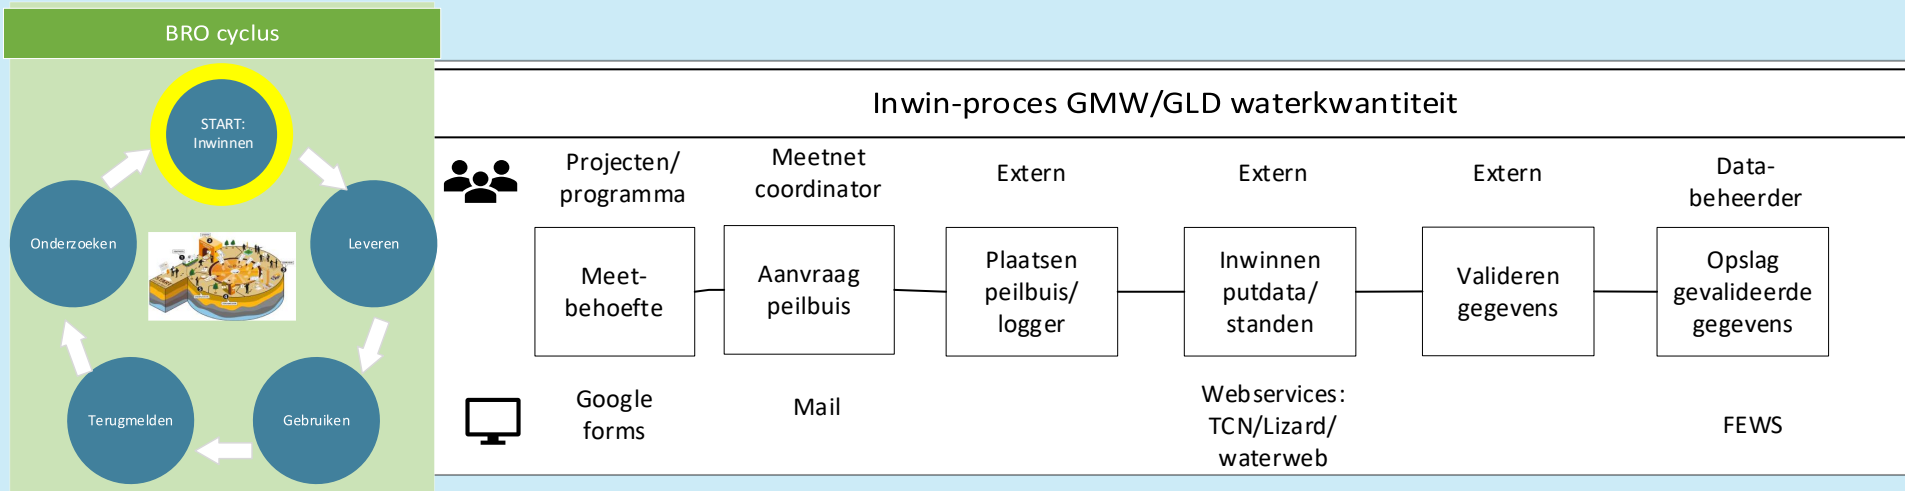 BRO cyclus
START:
Inwinnen
Leveren
Gebruiken
Terugmelden
Onderzoeken
Inwin-proces GMW/GLD waterkwantiteit
Projecten/
programma
Meetnet
coordinator
Extern
Extern
Extern
Data-
beheerder
Meet-
behoefte
Aanvraag
peilbuis
Plaatsen
peilbuis/
logger
Inwinnen
putdata/
standen
Valideren
gegevens
Opslag
gevalideerde
gegevens
Google
forms
Mail
Webservices:
TCN/Lizard/
waterweb
FEWS